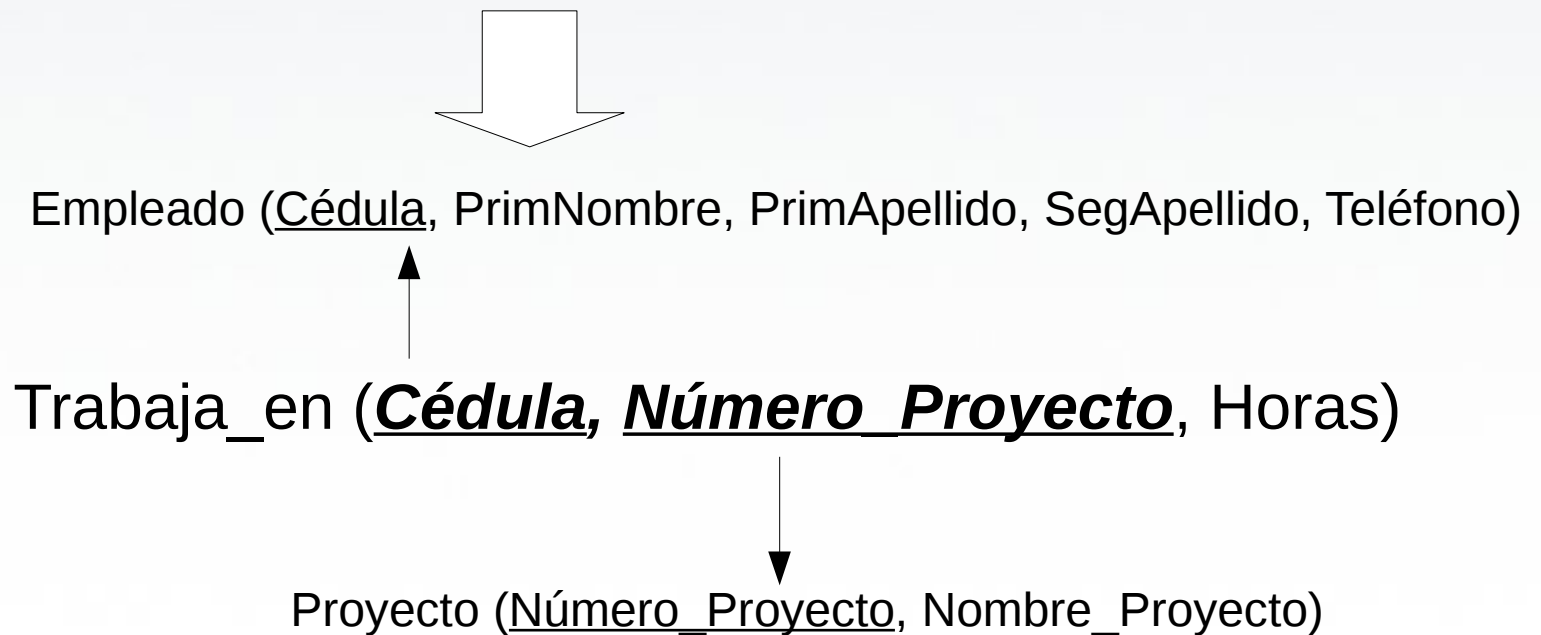 Empleado (Cédula, PrimNombre, PrimApellido, SegApellido, Teléfono)
Trabaja_en (Cédula, Número_Proyecto, Horas)
Proyecto (Número_Proyecto, Nombre_Proyecto)